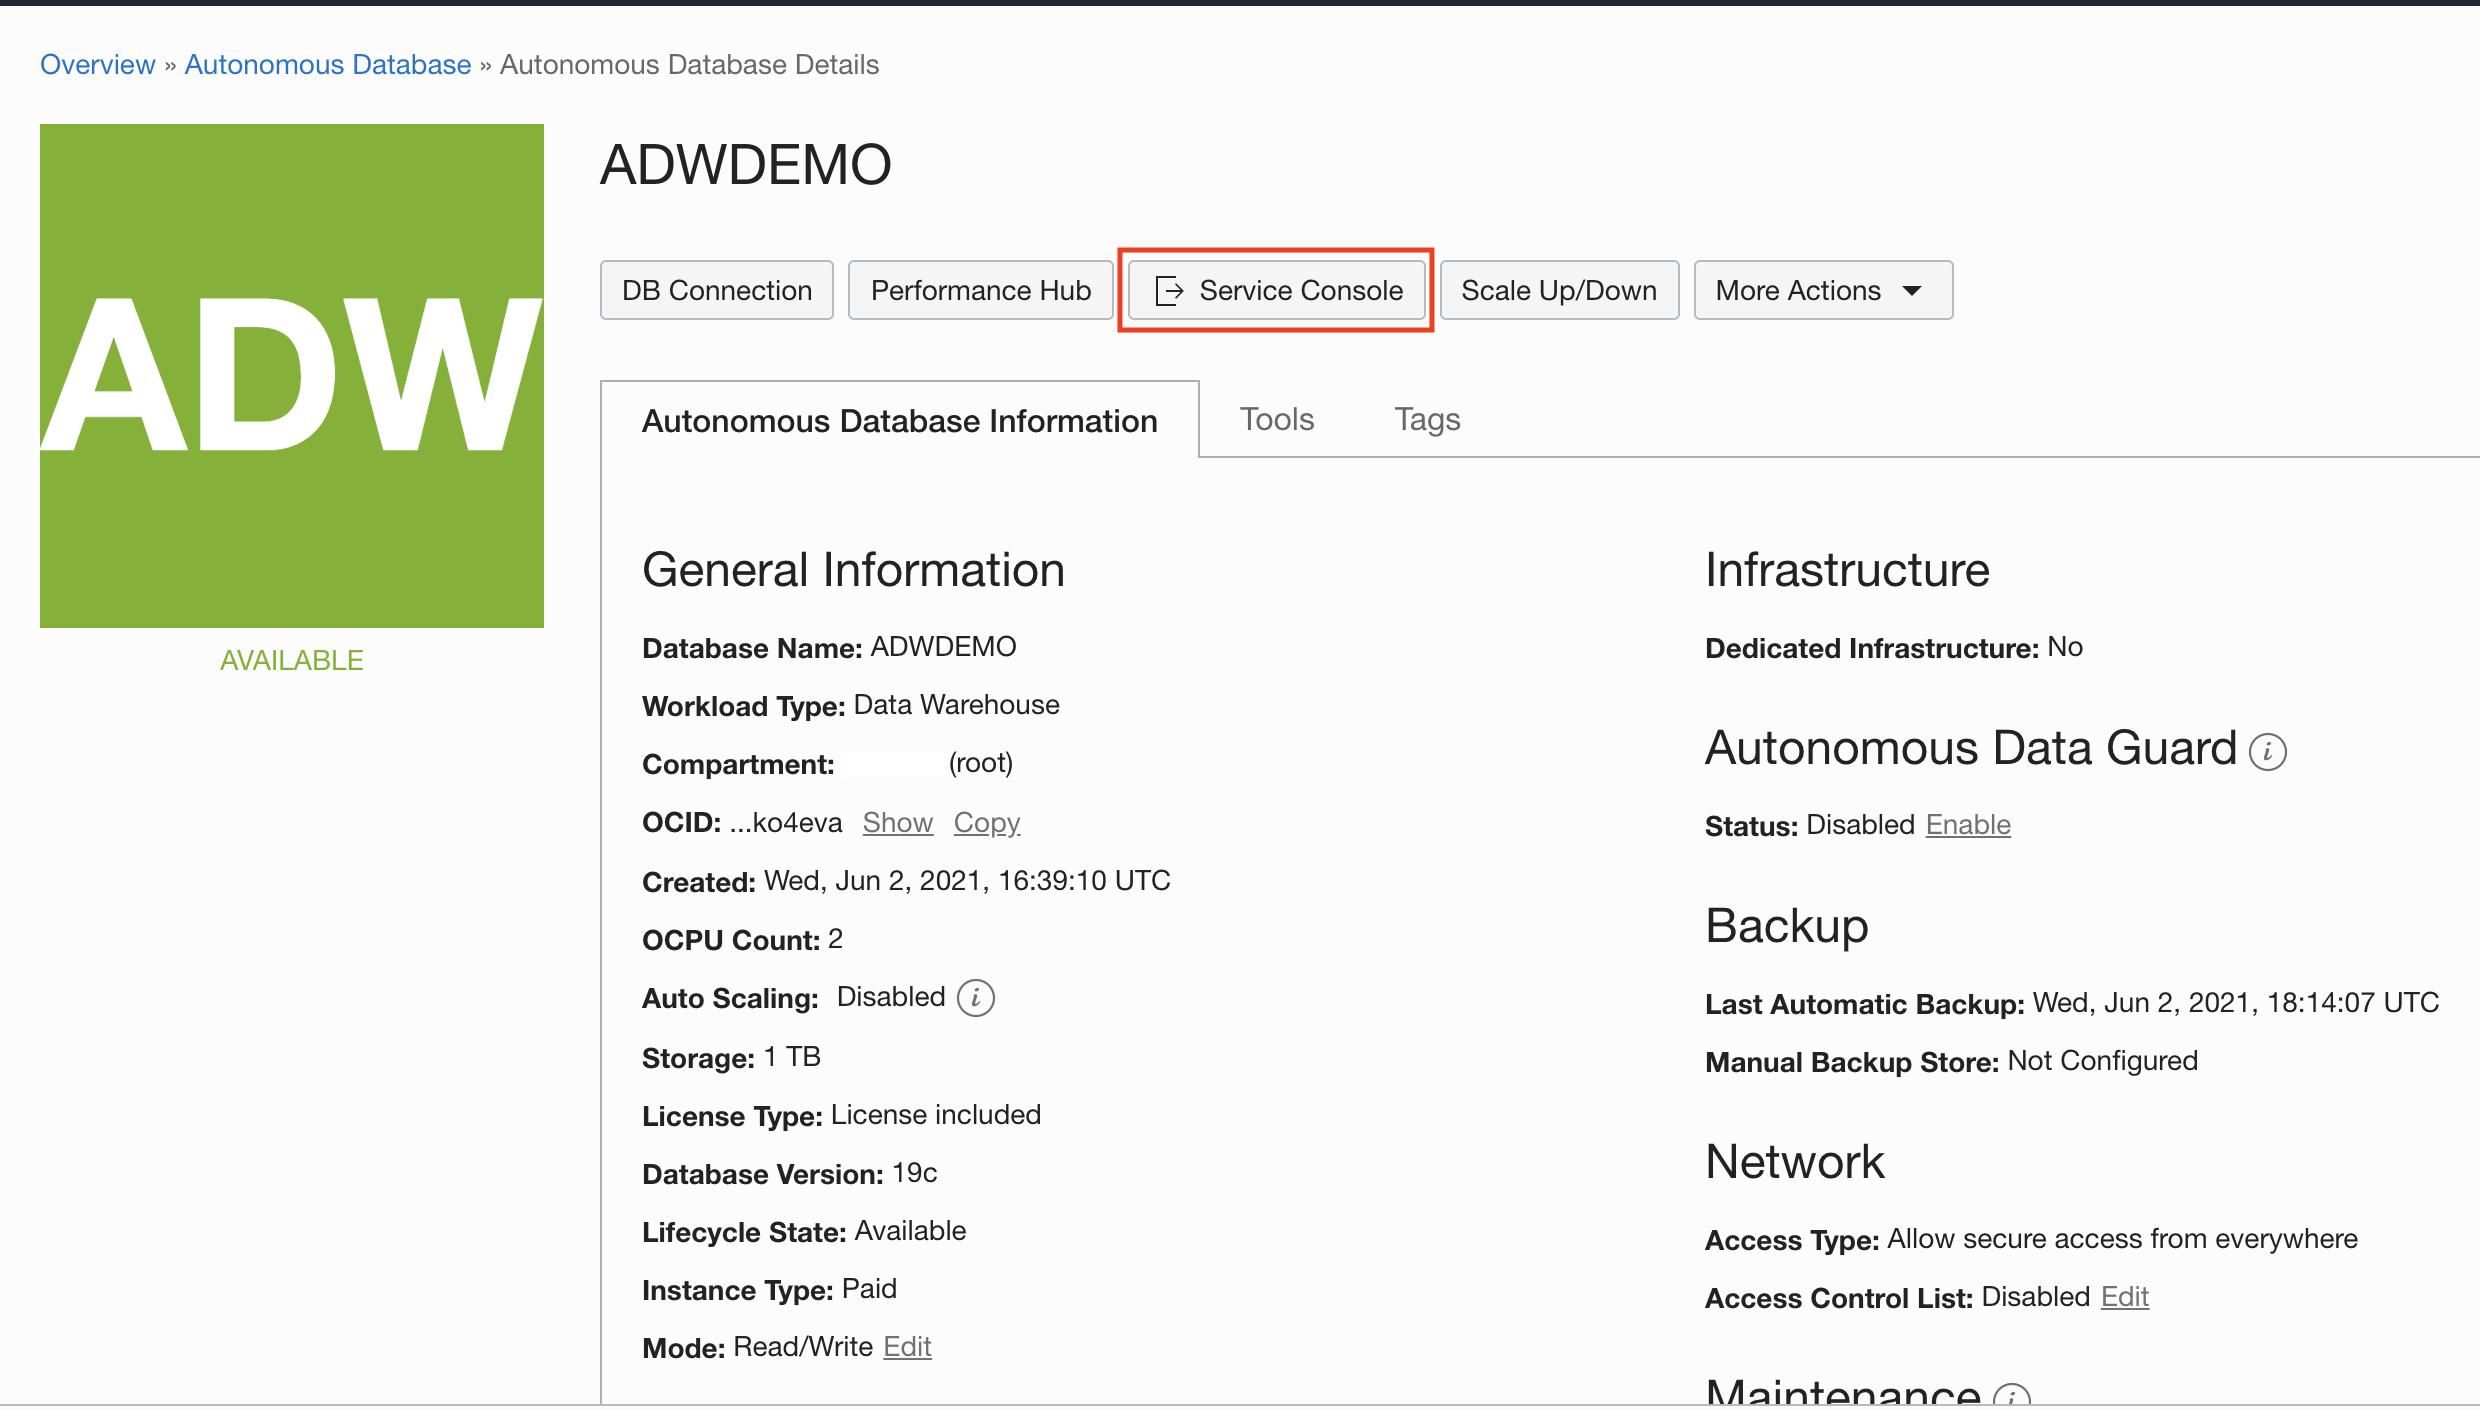 Overview » Autonomous Database » Autonomous Database Details
ADW
AVAILABLE
ADWDEMO
DB Connection
Performance Hub
Service Console
Scale Up/Down
More Actions
Autonomous Database Information
Tools
Tags
General Information
Database Name: ADWDEMO
Workload Type: Data Warehouse
Compartment: (root)
OCID: ...ko4eva Show Copy
Created: Wed, Jun 2, 2021, 16:39:10 UTC
OCPU Count: 2
Auto Scaling: Disabled i
Storage: 1 TB
License Type: License included
Database Version: 19c
Lifecycle State: Available
Instance Type: Paid
Mode: Read/Write Edit
Infrastructure
Dedicated Infrastructure: No
Autonomous Data Guard i
Status: Disabled Enable
Backup
Last Automatic Backup: Wed, Jun 2, 2021, 18:14:07 UTC
Manual Backup Store: Not Configured
Network
Access Type: Allow secure access from everywhere
Access Control List: Disabled Edit
Maintenance i